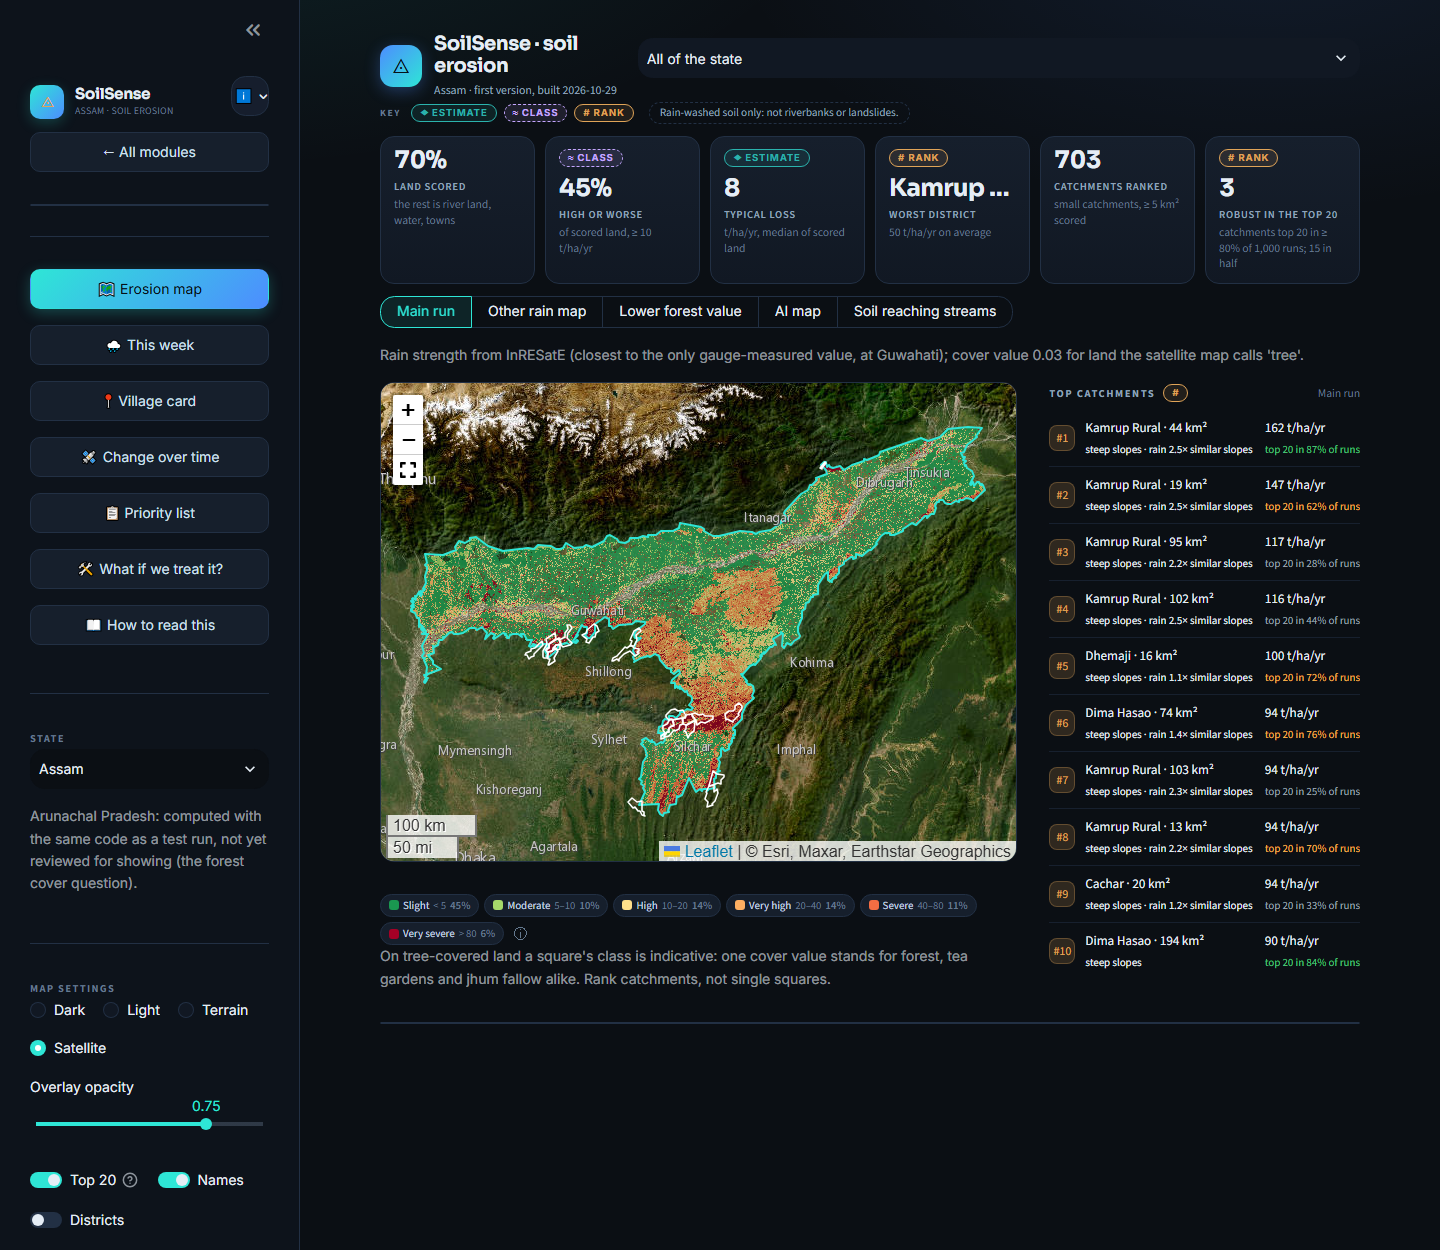 SoilSense
ASSAM · SOIL EROSION
← All modules
Erosion map
This week
Village card
Change over time
Priority list
What if we treat it?
How to read this
STATE
Assam
Arunachal Pradesh: computed with
the same code as a test run, not yet
reviewed for showing (the forest
cover question).
MAP SETTINGS
Dark
Light
Terrain
Satellite
Overlay opacity
0.75
Top 20
Names
Districts
SoilSense · soil
erosion
Assam · first version, built 2026-10-29
All of the state
KEY
ESTIMATE
≈ CLASS
# RANK
Rain-washed soil only: not riverbanks or landslides.
70%
LAND SCORED
the rest is river land,
water, towns
≈ CLASS
45%
HIGH OR WORSE
of scored land, ≥ 10
t/ha/yr
ESTIMATE
8
TYPICAL LOSS
t/ha/yr, median of scored
land
# RANK
Kamrup ...
WORST DISTRICT
50 t/ha/yr on average
703
CATCHMENTS RANKED
small catchments, ≥ 5 km²
scored
# RANK
3
ROBUST IN THE TOP 20
catchments top 20 in ≥
80% of 1,000 runs; 15 in
half
Main run
Other rain map
Lower forest value
AI map
Soil reaching streams
Rain strength from InRESatE (closest to the only gauge-measured value, at Guwahati); cover value 0.03 for land the satellite map calls 'tree'.
+
−
Dibrugarh
Itanagar
Guwahati
Shillong
Kohima
Sylhet
Silchar
Imphal
Mymensingh
Kishoreganj
Agartala
Dhaka
100 km
50 mi
Leaflet | © Esri, Maxar, Earthstar Geographics
Slight < 5 45%
Moderate 5–10 10%
High 10–20 14%
Very high 20–40 14%
Severe 40–80 11%
Very severe > 80 6%
On tree-covered land a square's class is indicative: one cover value stands for forest, tea
gardens and jhum fallow alike. Rank catchments, not single squares.
TOP CATCHMENTS #
Main run
#1 Kamrup Rural · 44 km² 162 t/ha/yr
steep slopes · rain 2.5× similar slopes top 20 in 87% of runs
#2 Kamrup Rural · 19 km² 147 t/ha/yr
steep slopes · rain 2.5× similar slopes top 20 in 62% of runs
#3 Kamrup Rural · 95 km² 117 t/ha/yr
steep slopes · rain 2.2× similar slopes top 20 in 28% of runs
#4 Kamrup Rural · 102 km² 116 t/ha/yr
steep slopes · rain 2.5× similar slopes top 20 in 44% of runs
#5 Dhemaji · 16 km² 100 t/ha/yr
steep slopes · rain 1.1× similar slopes top 20 in 72% of runs
#6 Dima Hasao · 74 km² 94 t/ha/yr
steep slopes · rain 1.4× similar slopes top 20 in 76% of runs
#7 Kamrup Rural · 103 km² 94 t/ha/yr
steep slopes · rain 2.3× similar slopes top 20 in 25% of runs
#8 Kamrup Rural · 13 km² 94 t/ha/yr
steep slopes · rain 2.2× similar slopes top 20 in 70% of runs
#9 Cachar · 20 km² 94 t/ha/yr
steep slopes · rain 1.2× similar slopes top 20 in 33% of runs
#10 Dima Hasao · 194 km² 90 t/ha/yr
steep slopes top 20 in 84% of runs